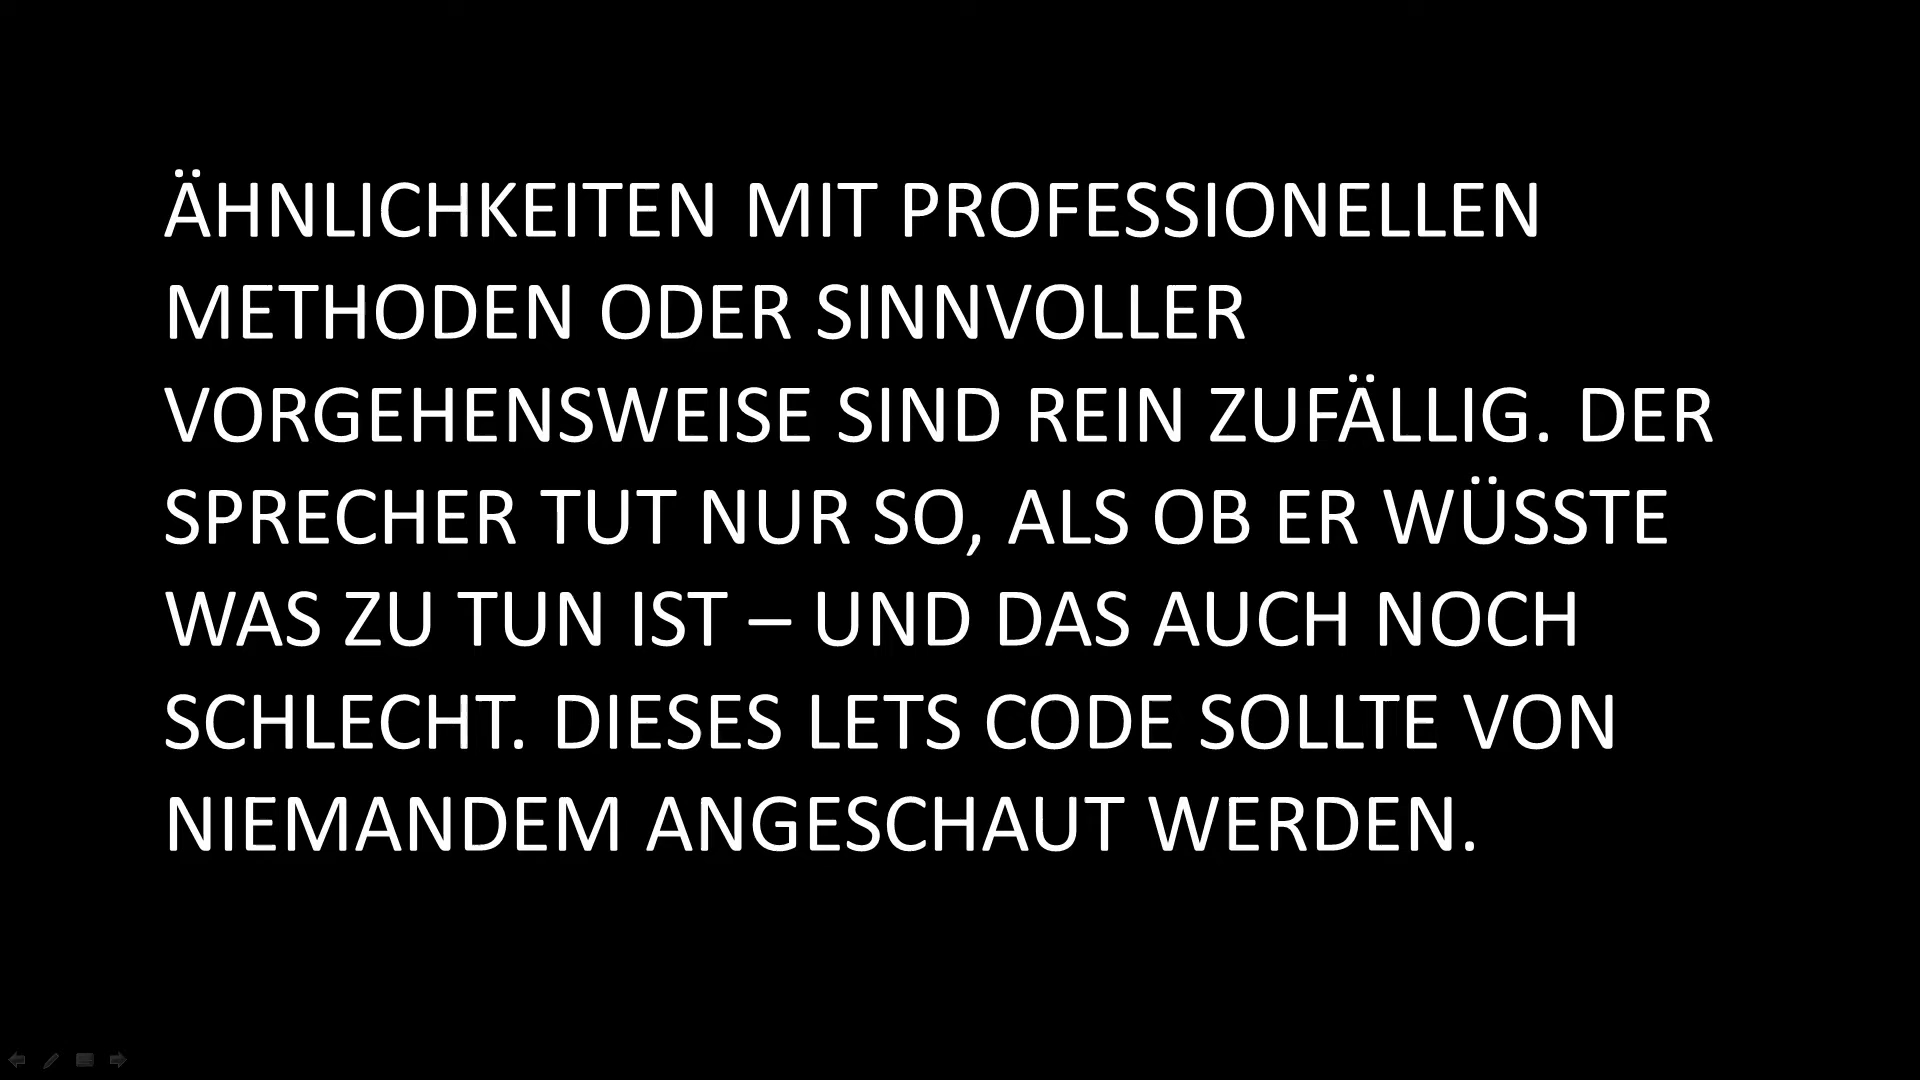 ÄHNLICHKEITEN MIT PROFESSIONELLEN
METHODEN ODER SINNVOLLER
VORGEHENSWEISE SIND REIN ZUFÄLLIG. DER
SPRECHER TUT NUR SO, ALS OB ER WÜSSTE
WAS ZU TUN IST – UND DAS AUCH NOCH
SCHLECHT. DIESES LETS CODE SOLLTE VON
NIEMANDEM ANGESCHAUT WERDEN.